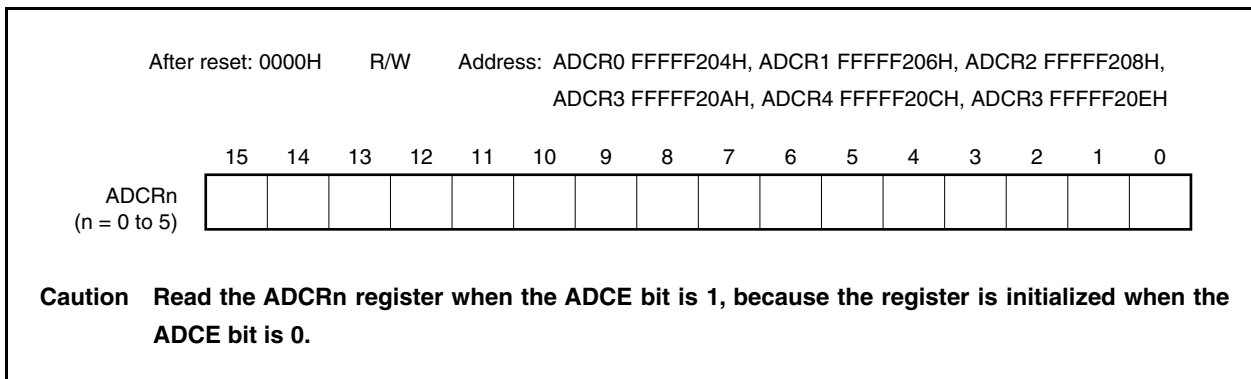 After reset: 0000H R/W Address: ADCR0 FFFFF204H, ADCR1 FFFFF206H, ADCR2 FFFFF208H,
ADCR3 FFFFF20AH, ADCR4 FFFFF20CH, ADCR3 FFFFF20EH
15 14 13 12 11 10 9 8 7 6 5 4 3 2 1 0
ADCRn
(n = 0 to 5)
Caution Read the ADCRn register when the ADCE bit is 1, because the register is initialized when the
ADCE bit is 0.